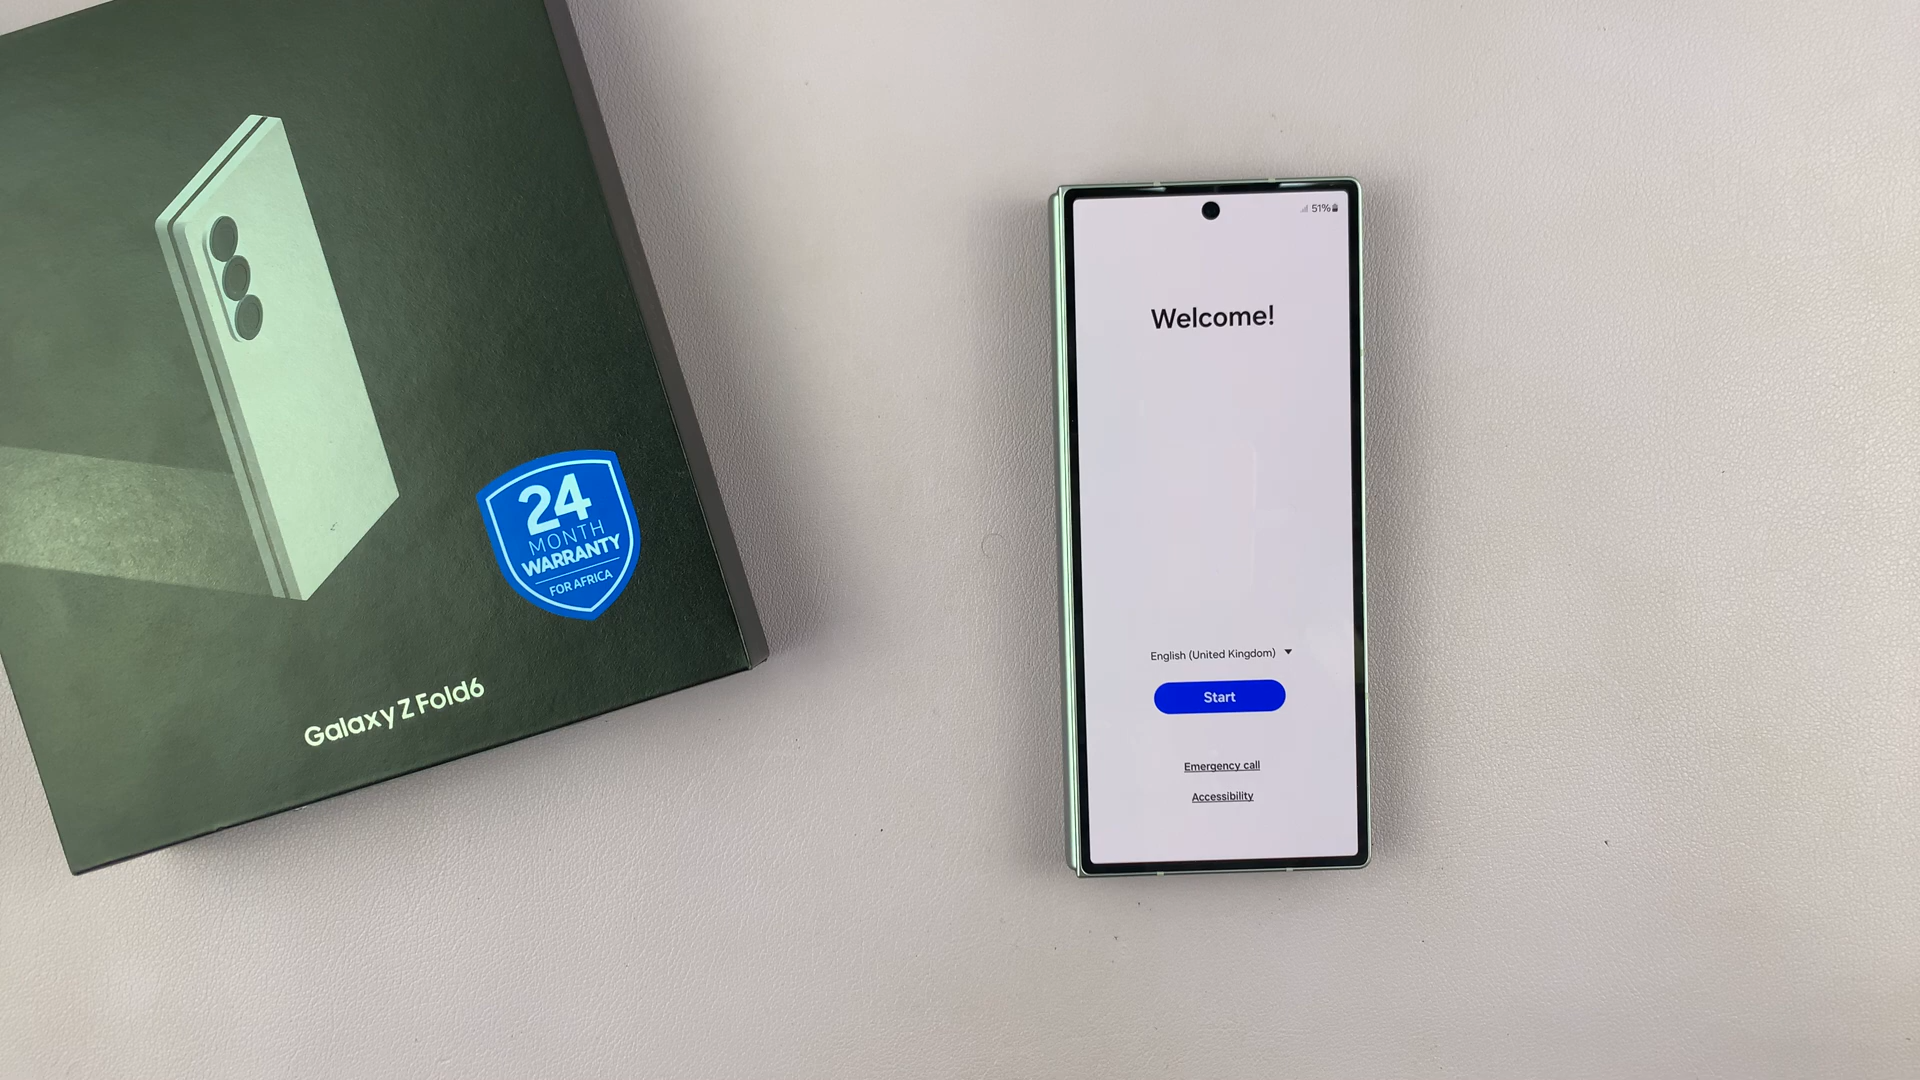 24
MONTH
WARRANTY
FOR AFRICA
Galaxy Z Fold6
51%
Welcome!
English (United Kingdom)
Start
Emergency call
Accessibility